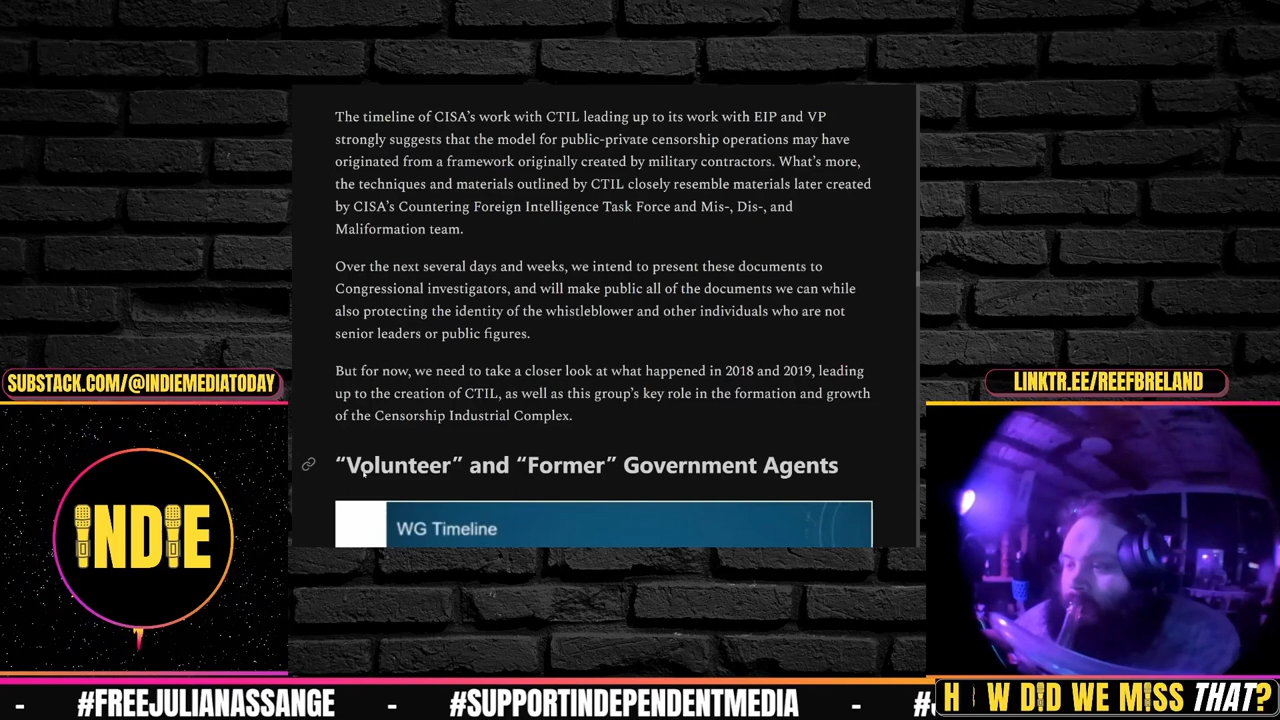 The timeline of CISA's work with CTIL leading up to its work with EIP and VP
strongly suggests that the model for public-private censorship operations may have
originated from a framework originally created by military contractors. What's more,
the techniques and materials outlined by CTIL closely resemble materials later created
by CISA's Countering Foreign Intelligence Task Force and Mis-, Dis-, and
Maliformation team.
Over the next several days and weeks, we intend to present these documents to
Congressional investigators, and will make public all of the documents we can while
also protecting the identity of the whistleblower and other individuals who are not
senior leaders or public figures.
But for now, we need to take a closer look at what happened in 2018 and 2019, leading
up to the creation of CTIL, as well as this group's key role in the formation and growth
of the Censorship Industrial Complex.
“Volunteer” and “Former” Government Agents
WG Timeline
SUBSTACK.COM/@INDIEMEDIATODAY
LINKTR.EE/REEFBRELAND
INDIE
- #FREEJULIANASSANGE - #SUPPORTINDEPENDENTMEDIA - #J
H W DID WE MISS THAT?